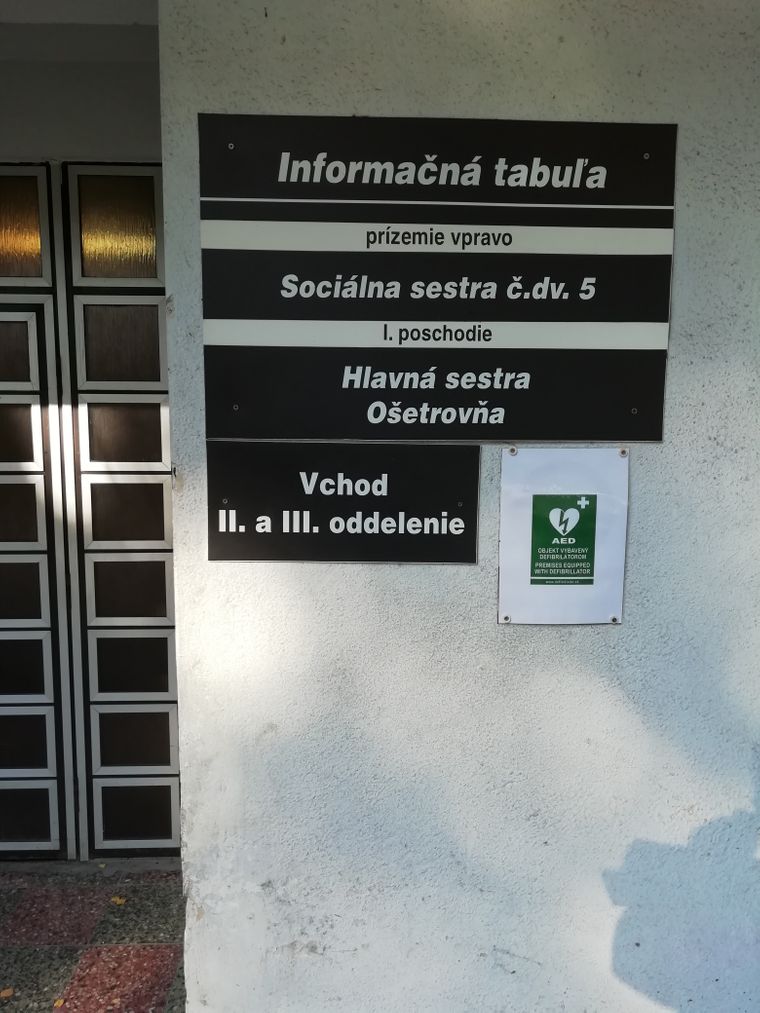 Informačná tabuľa
prízemie vpravo
Sociálna sestra č.dv. 5
I. poschodie
Hlavná sestra
Ošetrovňa
Vchod
II. a III. oddelenie
AED
OBJEKT VYBAVENÝ
DEFIBRILÁTOROM
PREMISES EQUIPPED
WITH DEFIBRILLATOR